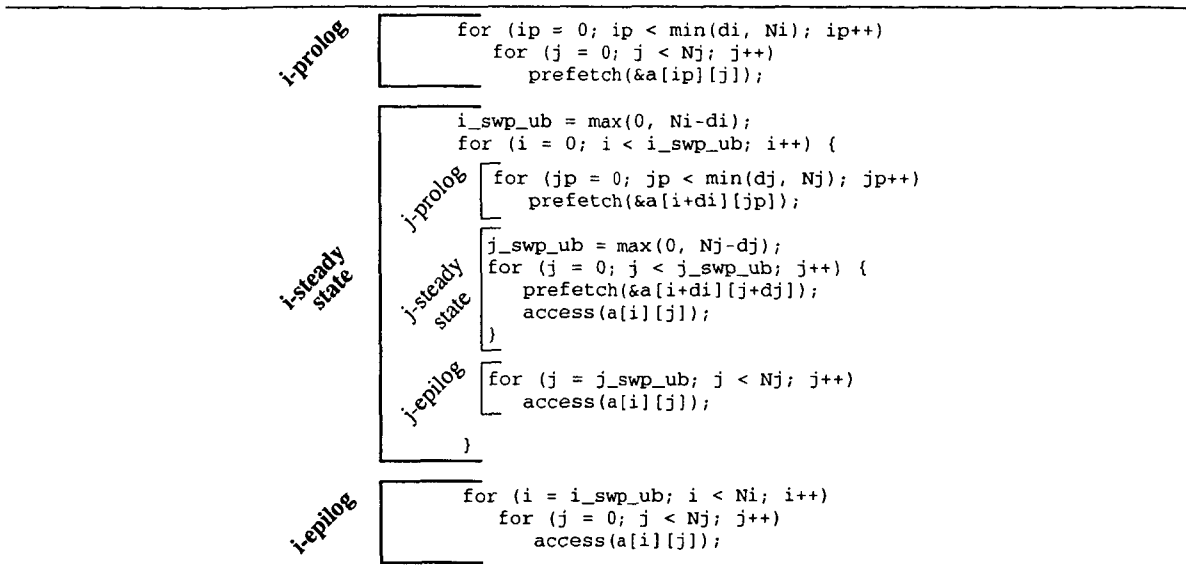 i-prolog
for (ip = 0; ip < min(di, Ni); ip++)
for (j = 0; j < Nj; j++)
prefetch(&a[ip][j]);
i-steady
state
i_swp_ub = max(0, Ni-di);
for (i = 0; i < i_swp_ub; i++) {
j-prolog
for (jp = 0; jp < min(dj, Nj); jp++)
prefetch(&a[i+di][jp]);
j-steady
state
j_swp_ub = max(0, Nj-dj);
for (j = 0; j < j_swp_ub; j++) {
prefetch(&a[i+di][j+dj]);
access(a[i][j]);
}
j-epilog
for (j = j_swp_ub; j < Nj; j++)
access(a[i][j]);
}
i-epilog
for (i = i_swp_ub; i < Ni; i++)
for (j = 0; j < Nj; j++)
access(a[i][j]);